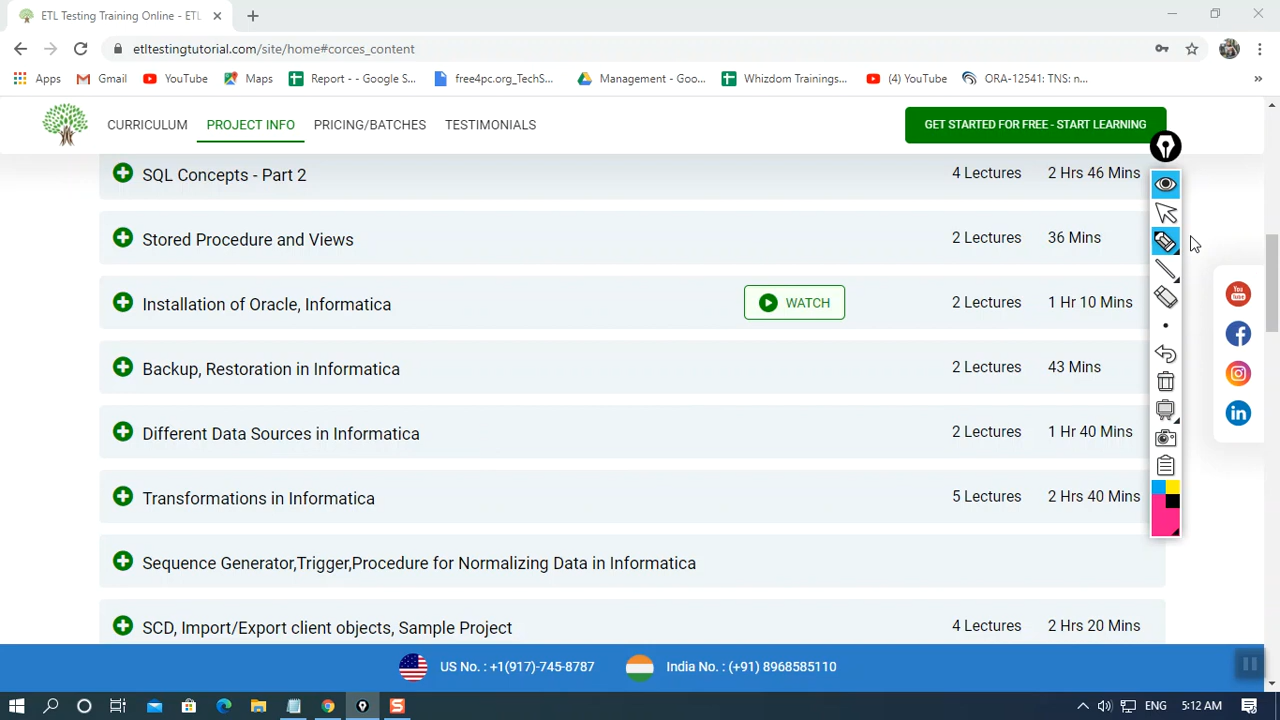 ETL Testing Training Online - ETL
etltestingtutorial.com/site/home#corces_content
Apps Gmail YouTube Maps Report - - Google S... free4pc.org_TechS... Management - Goo... Whizdom Trainings... (4) YouTube ORA-12541: TNS: n... »
CURRICULUM PROJECT INFO PRICING/BATCHES TESTIMONIALS GET STARTED FOR FREE - START LEARNING
SQL Concepts - Part 2 4 Lectures 2 Hrs 46 Mins
Stored Procedure and Views 2 Lectures 36 Mins
Installation of Oracle, Informatica WATCH 2 Lectures 1 Hr 10 Mins
Backup, Restoration in Informatica 2 Lectures 43 Mins
Different Data Sources in Informatica 2 Lectures 1 Hr 40 Mins
Transformations in Informatica 5 Lectures 2 Hrs 40 Mins
Sequence Generator,Trigger,Procedure for Normalizing Data in Informatica
SCD, Import/Export client objects, Sample Project 4 Lectures 2 Hrs 20 Mins
US No. : +1(917)-745-8787 India No. : (+91) 8968585110
ENG 5:12 AM